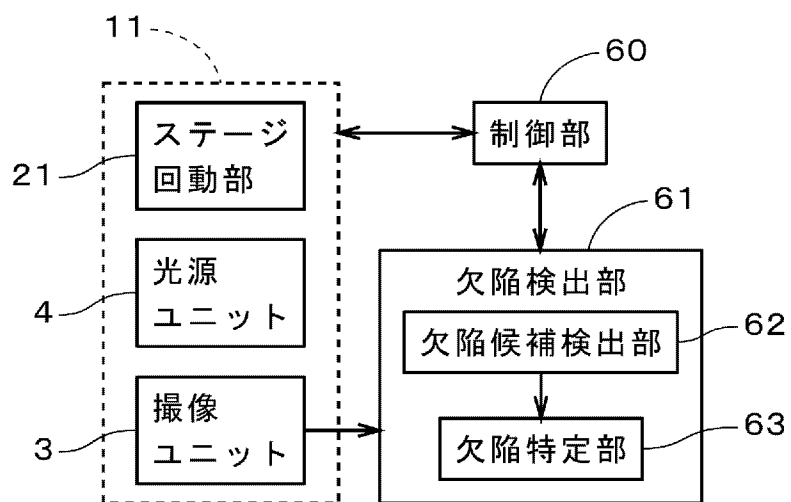 11
60
ステージ
回動部
21
制御部
61
光源
ユニット
4
欠陥検出部
欠陥候補検出部
62
撮像
ユニット
3
欠陥特定部
63